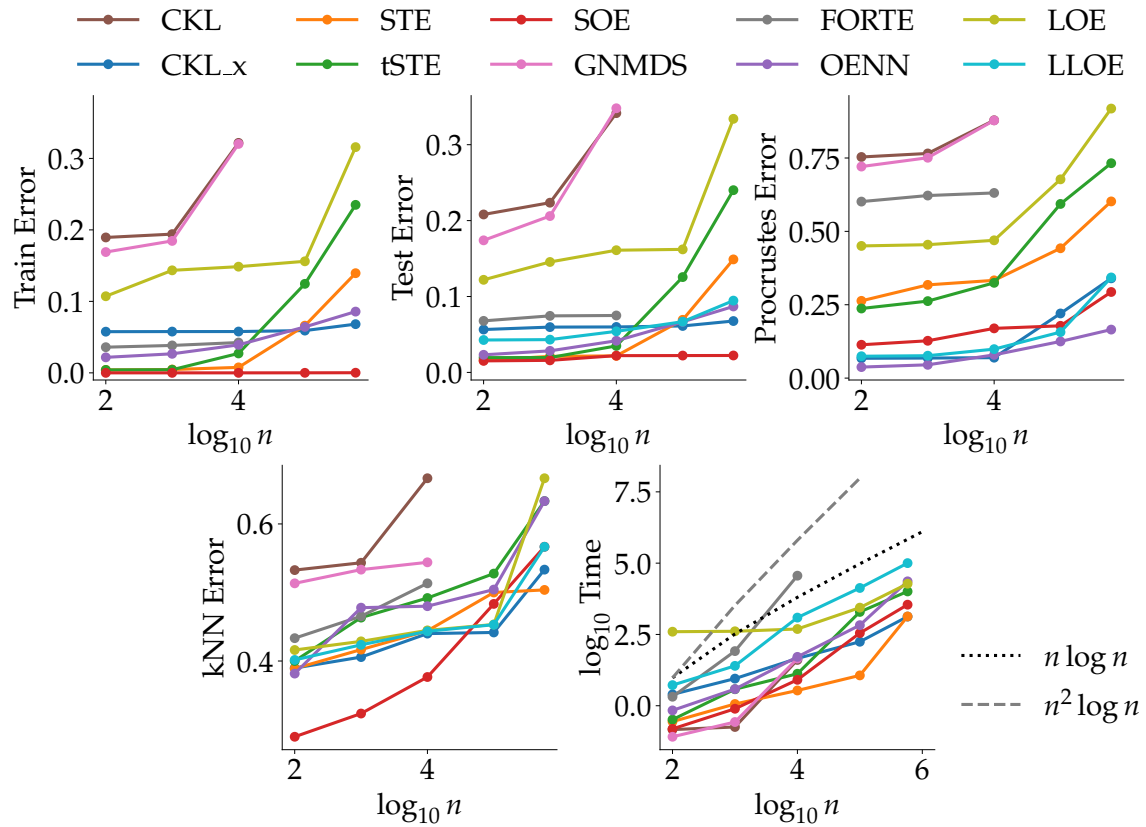 CKL STE SOE FORTE LOE
CKL_x tSTE GNMDS OENN LLOE
Train Error
0.3
0.2
0.1
0.0
2 4
log₁₀ n
Test Error
0.3
0.2
0.1
0.0
2 4
log₁₀ n
Procrustes Error
0.75
0.50
0.25
0.00
2 4
log₁₀ n
kNN Error
0.6
0.4
2 4
log₁₀ n
log₁₀ Time
7.5
5.0
2.5
0.0
2 4 6
log₁₀ n
n log n
n² log n